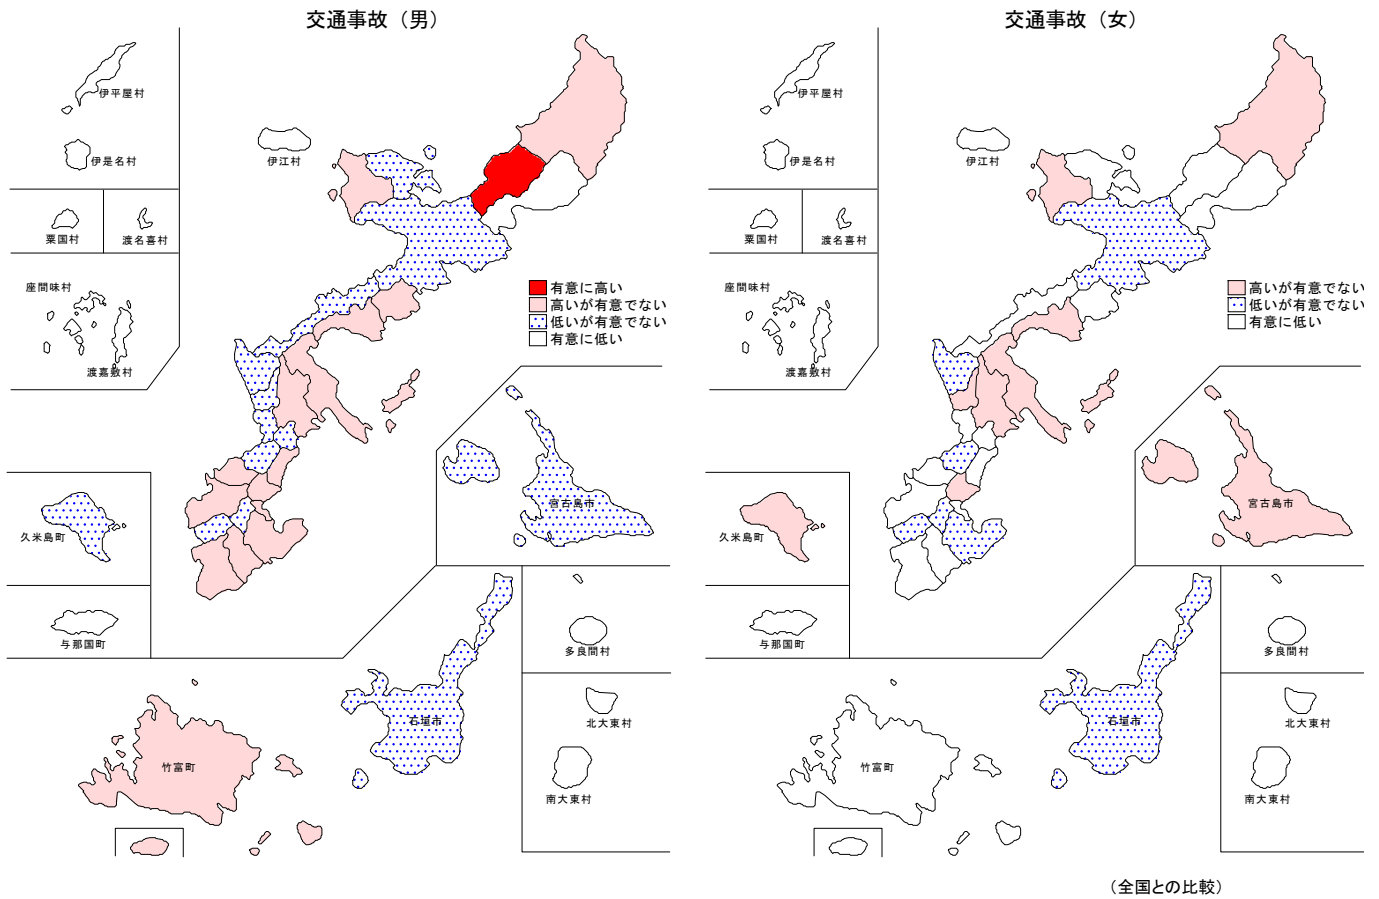 交通事故（男）
伊平屋村
伊是名村
伊江村
粟国村
渡名喜村
座間味村
渡嘉敷村
有意に高い
高いが有意でない
低いが有意でない
有意に低い
宮古島市
久米島町
与那国町
多良間村
石垣市
北大東村
竹富町
南大東村
交通事故（女）
伊平屋村
伊是名村
伊江村
粟国村
渡名喜村
座間味村
渡嘉敷村
高いが有意でない
低いが有意でない
有意に低い
宮古島市
久米島町
与那国町
多良間村
石垣市
北大東村
竹富町
南大東村
（全国との比較）